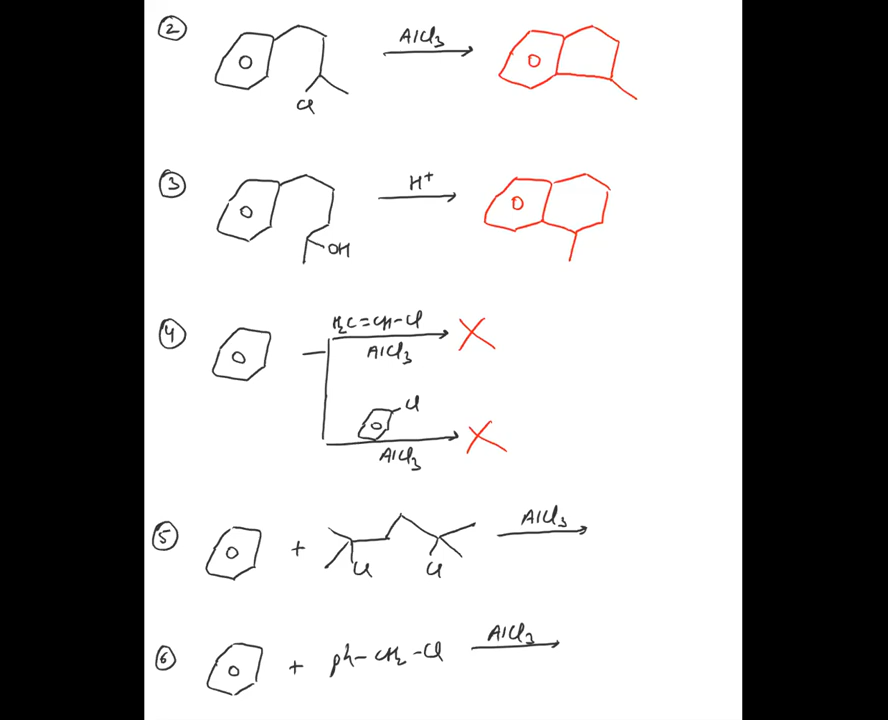 ②
AlCl3
O
O
Cl
③
H+
O
O
OH
④
H2C=CH-Cl
AlCl3
O
Cl
O
AlCl3
⑤
AlCl3
O
+
Cl
Cl
⑥
AlCl3
O
+
ph-CH2-Cl